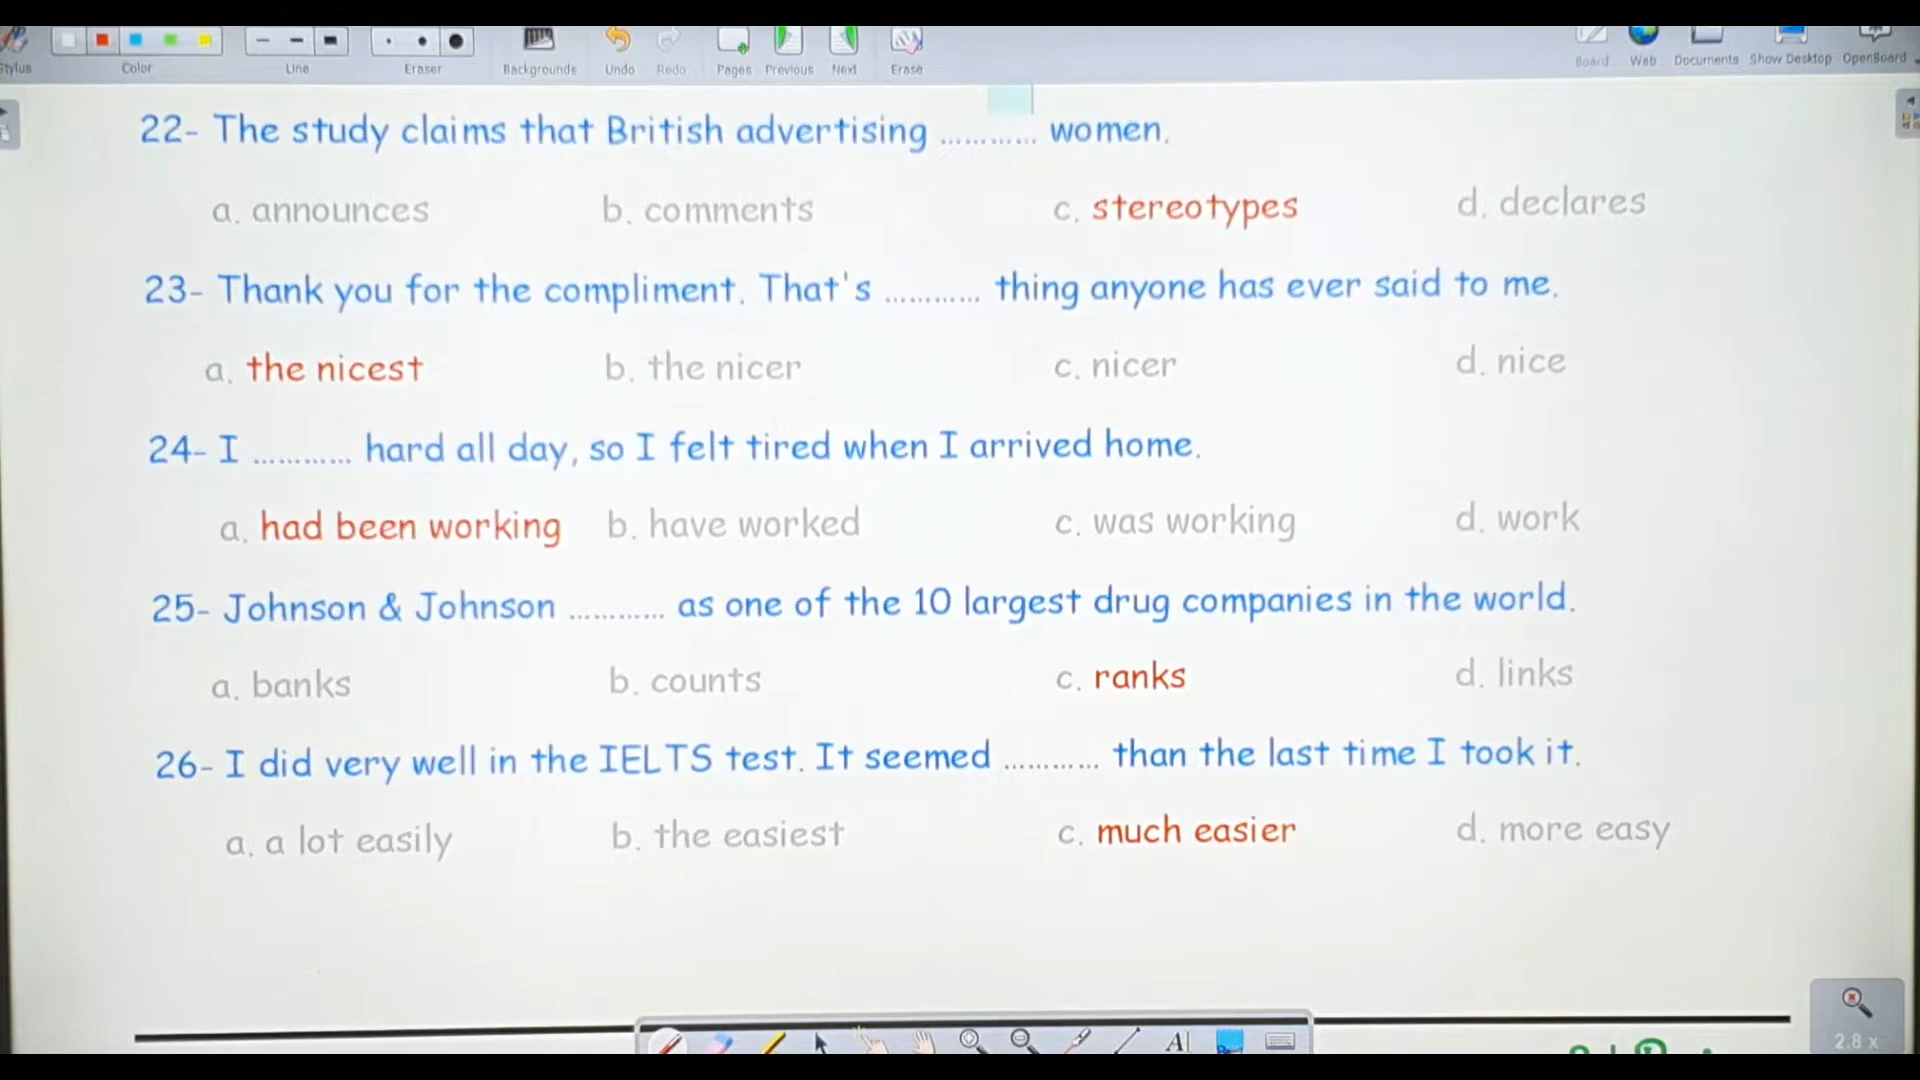 Stylus
Color
Line
Eraser
Backgrounds
Undo
Redo
Pages
Previous
Next
Erase
Board
Web
Documents
Show Desktop
OpenBoard
22- The study claims that British advertising ............ women.
a. announces b. comments c. stereotypes d. declares
23- Thank you for the compliment. That's ............ thing anyone has ever said to me.
a. the nicest b. the nicer c. nicer d. nice
24- I ............ hard all day, so I felt tired when I arrived home.
a. had been working b. have worked c. was working d. work
25- Johnson & Johnson ............ as one of the 10 largest drug companies in the world.
a. banks b. counts c. ranks d. links
26- I did very well in the IELTS test. It seemed ............ than the last time I took it.
a. a lot easily b. the easiest c. much easier d. more easy
2.8 x